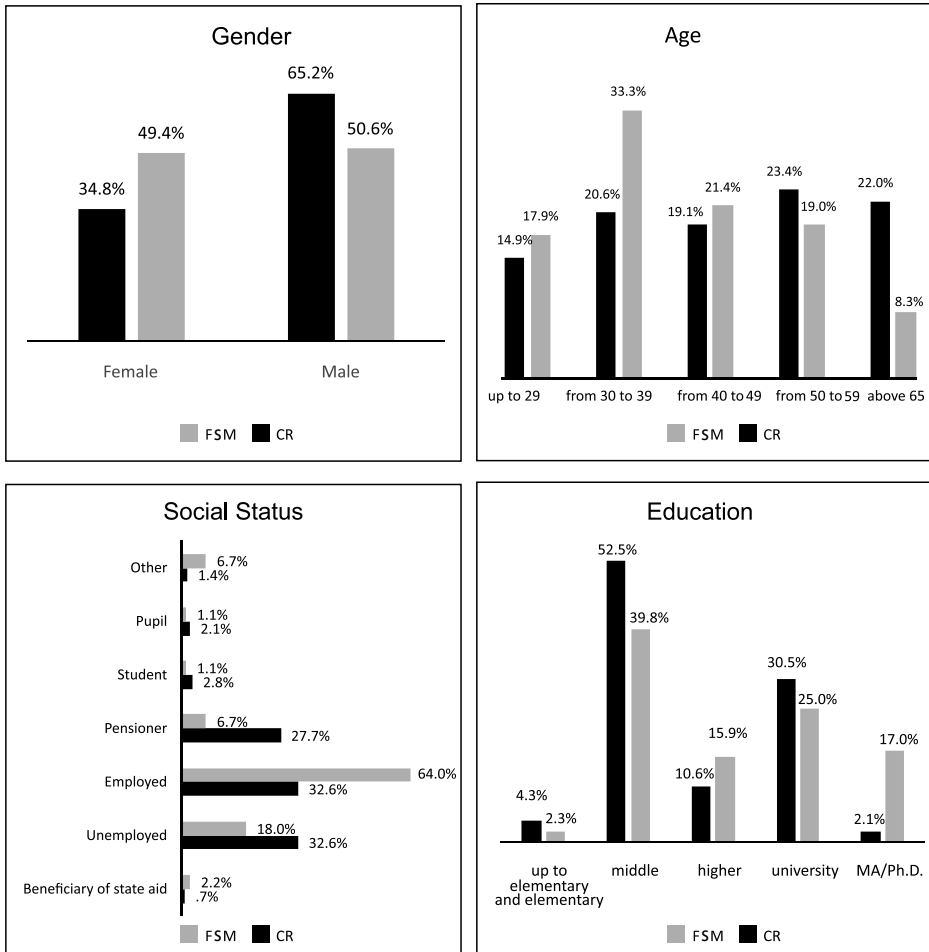 Gender
65.2%
49.4%
50.6%
34.8%
Female
Male
FSM CR
Age
33.3%
23.4%
22.0%
20.6%
21.4%
17.9%
19.1%
19.0%
14.9%
8.3%
up to 29
from 30 to 39
from 40 to 49
from 50 to 59
above 65
FSM CR
Social Status
Other
6.7%
1.4%
Pupil
1.1%
2.1%
Student
1.1%
2.8%
Pensioner
6.7%
27.7%
Employed
64.0%
32.6%
Unemployed
18.0%
32.6%
Beneficiary of state aid
2.2%
.7%
FSM CR
Education
52.5%
39.8%
30.5%
25.0%
15.9%
17.0%
10.6%
4.3%
2.3%
2.1%
up to
elementary
and elementary
middle
higher
university
MA/Ph.D.
FSM CR